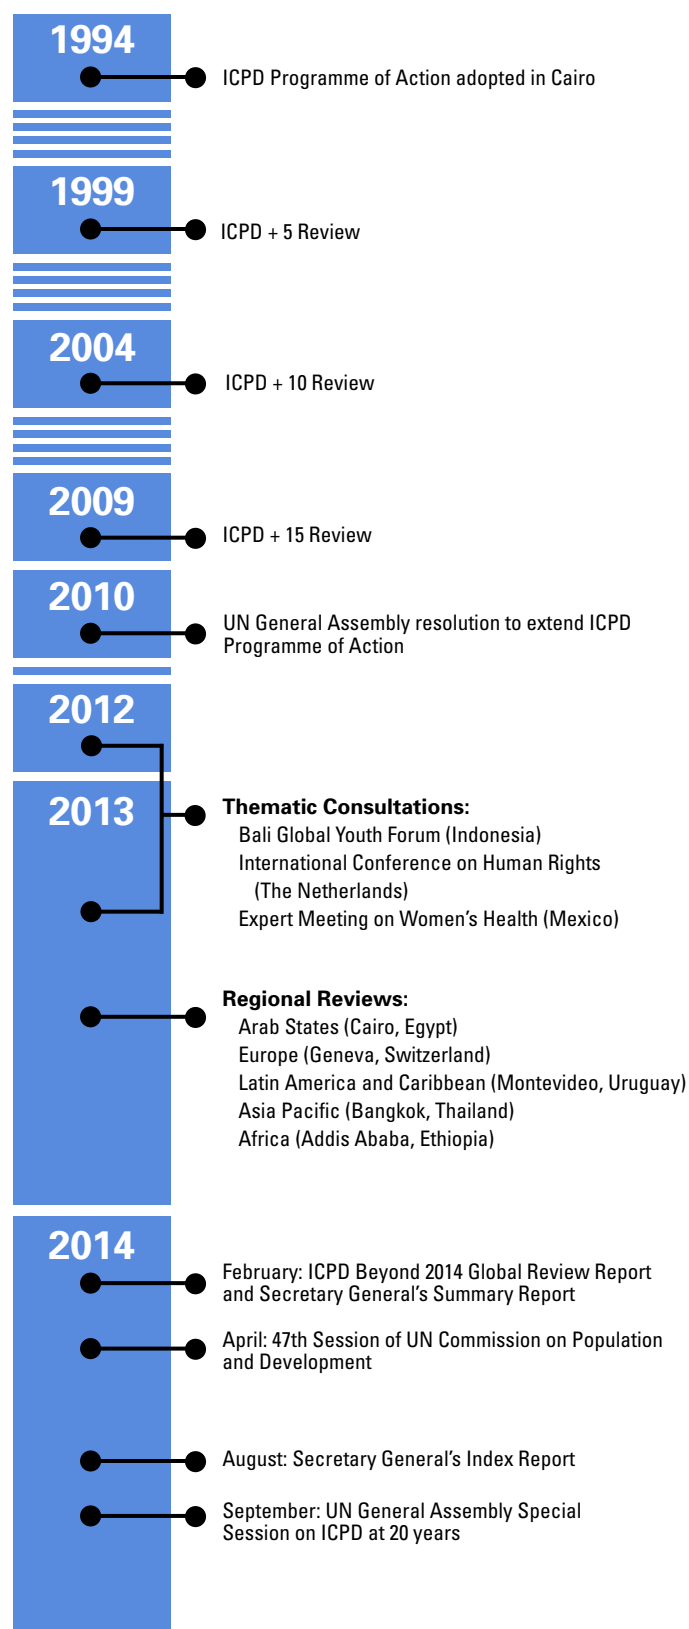 1994
ICPD Programme of Action adopted in Cairo
1999
ICPD + 5 Review
2004
ICPD + 10 Review
2009
ICPD + 15 Review
2010
UN General Assembly resolution to extend ICPD
Programme of Action
2012
2013
Thematic Consultations:
Bali Global Youth Forum (Indonesia)
International Conference on Human Rights
(The Netherlands)
Expert Meeting on Women's Health (Mexico)
Regional Reviews:
Arab States (Cairo, Egypt)
Europe (Geneva, Switzerland)
Latin America and Caribbean (Montevideo, Uruguay)
Asia Pacific (Bangkok, Thailand)
Africa (Addis Ababa, Ethiopia)
2014
February: ICPD Beyond 2014 Global Review Report
and Secretary General's Summary Report
April: 47th Session of UN Commission on Population
and Development
August: Secretary General's Index Report
September: UN General Assembly Special
Session on ICPD at 20 years